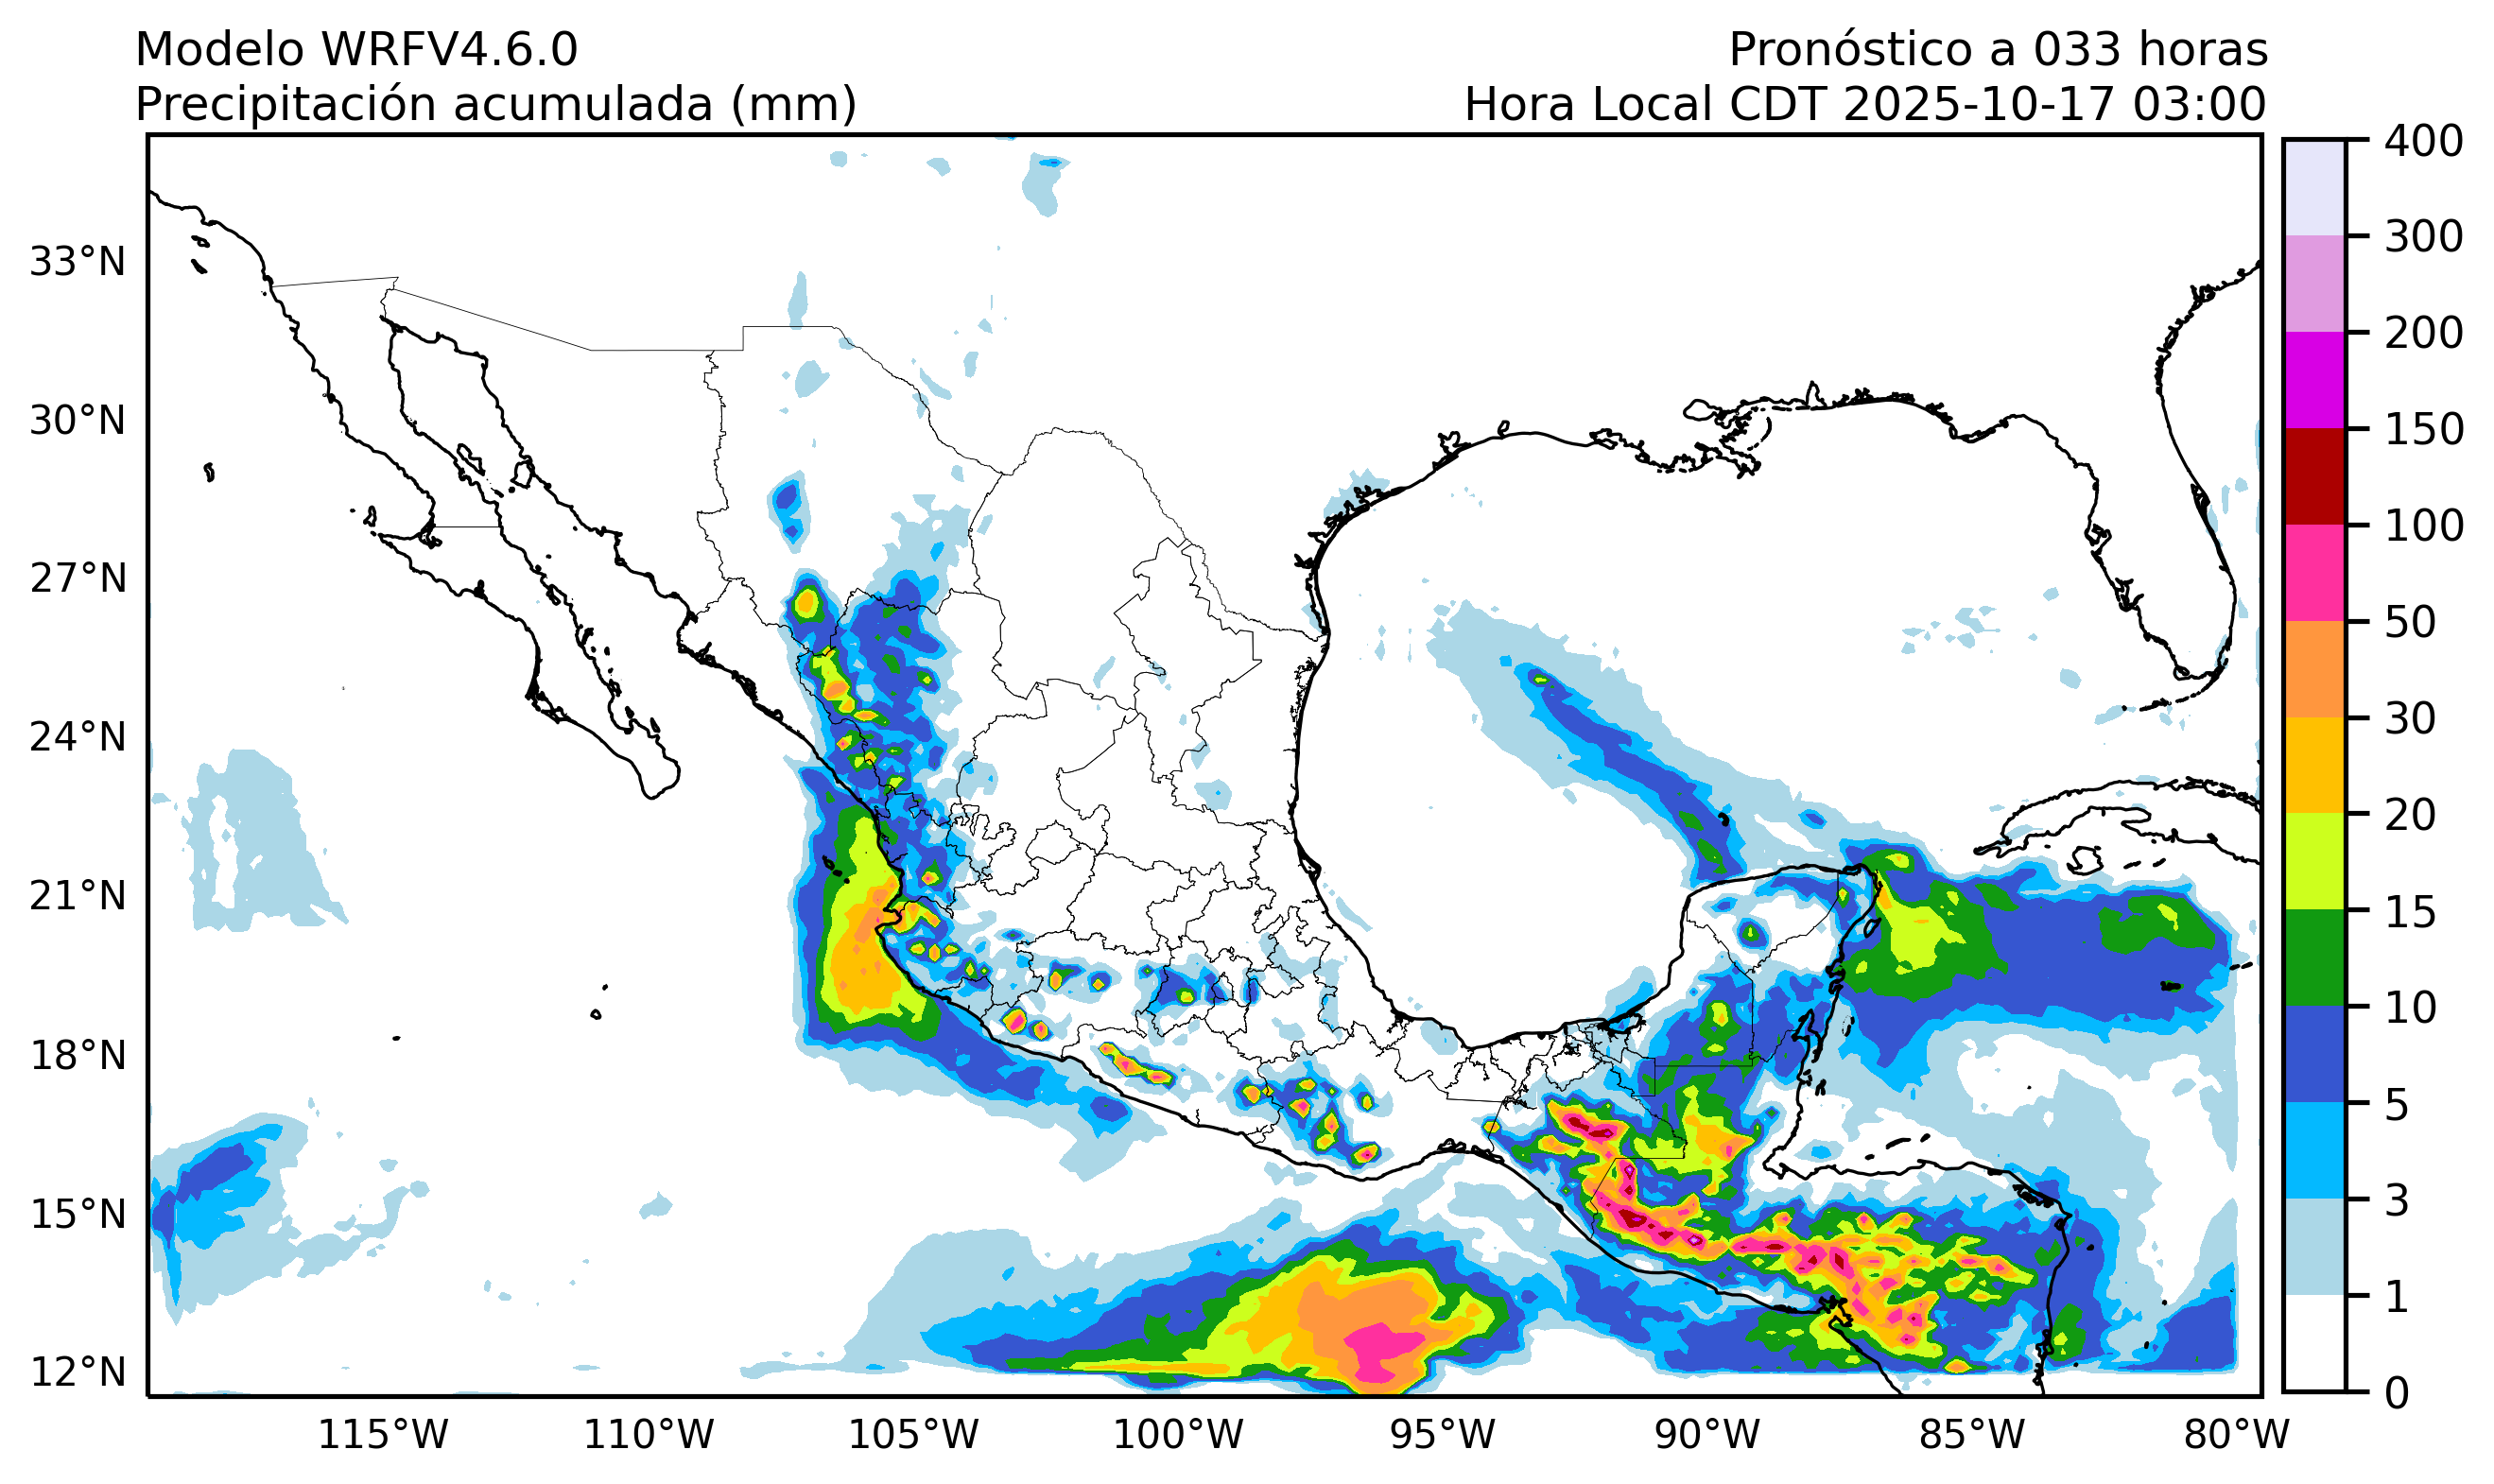 Modelo WRFV4.6.0
Pronóstico a 033 horas
Precipitación acumulada (mm)
Hora Local CDT 2025-10-17 03:00
33°N
30°N
27°N
24°N
21°N
18°N
15°N
12°N
115°W
110°W
105°W
100°W
95°W
90°W
85°W
80°W
400
300
200
150
100
50
30
20
15
10
5
3
1
0